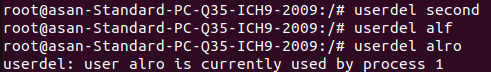 root@asan-Standard-PC-Q35-ICH9-2009:/# userdel second
root@asan-Standard-PC-Q35-ICH9-2009:/# userdel alf
root@asan-Standard-PC-Q35-ICH9-2009:/# userdel alro
userdel: user alro is currently used by process 1